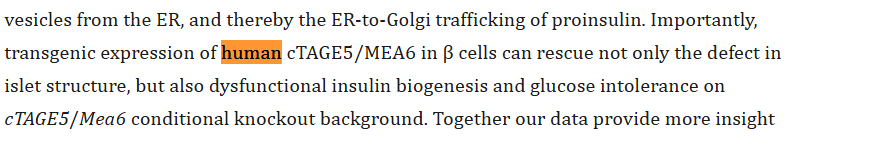 vesicles from the ER, and thereby the ER-to-Golgi trafficking of proinsulin. Importantly,
transgenic expression of human cTAGE5/MEA6 in β cells can rescue not only the defect in
islet structure, but also dysfunctional insulin biogenesis and glucose intolerance on
cTAGE5/Mea6 conditional knockout background. Together our data provide more insight